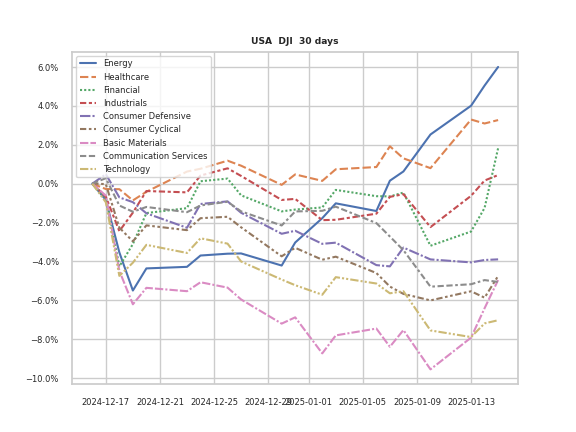 USA DJI 30 days
6.0%
4.0%
2.0%
0.0%
−2.0%
−4.0%
−6.0%
−8.0%
−10.0%
Energy
Healthcare
Financial
Industrials
Consumer Defensive
Consumer Cyclical
Basic Materials
Communication Services
Technology
2024-12-17
2024-12-21
2024-12-25
2024-12-29
2025-01-01
2025-01-05
2025-01-09
2025-01-13